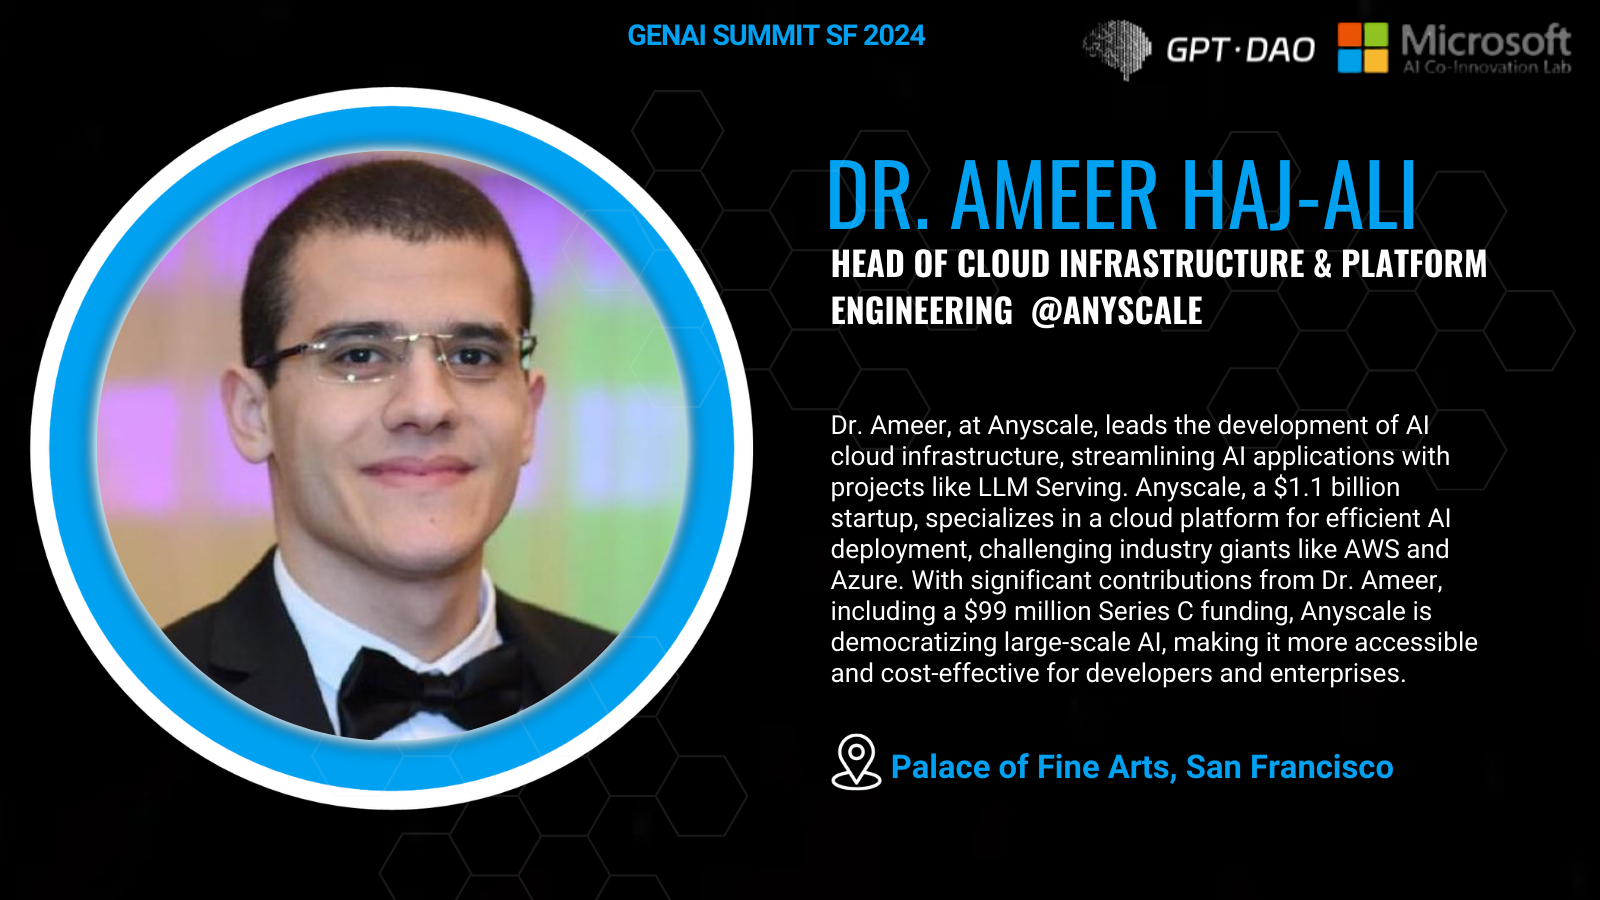 GENAI SUMMIT SF 2024
GPT·DAO
Microsoft
AI Co-Innovation Lab
DR. AMEER HAJ-ALI
HEAD OF CLOUD INFRASTRUCTURE & PLATFORM
ENGINEERING @ANYSCALE
Dr. Ameer, at Anyscale, leads the development of AI
cloud infrastructure, streamlining AI applications with
projects like LLM Serving. Anyscale, a $1.1 billion
startup, specializes in a cloud platform for efficient AI
deployment, challenging industry giants like AWS and
Azure. With significant contributions from Dr. Ameer,
including a $99 million Series C funding, Anyscale is
democratizing large-scale AI, making it more accessible
and cost-effective for developers and enterprises.
Palace of Fine Arts, San Francisco